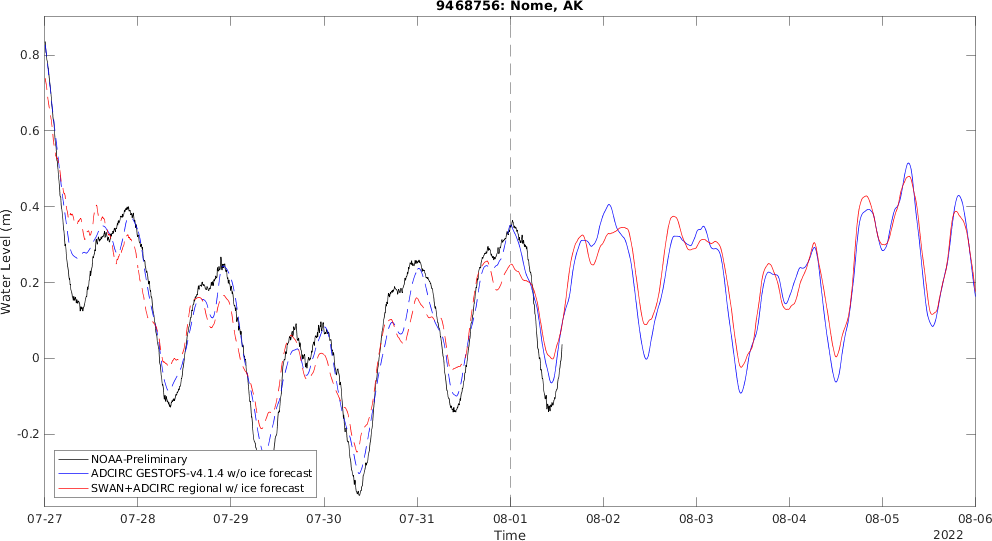 9468756: Nome, AK
Water Level (m)
0.8
0.6
0.4
0.2
0
-0.2
NOAA-Preliminary
ADCIRC GESTOFS-v4.1.4 w/o ice forecast
SWAN+ADCIRC regional w/ ice forecast
07-27 07-28 07-29 07-30 07-31 08-01 08-02 08-03 08-04 08-05 08-06
Time
2022